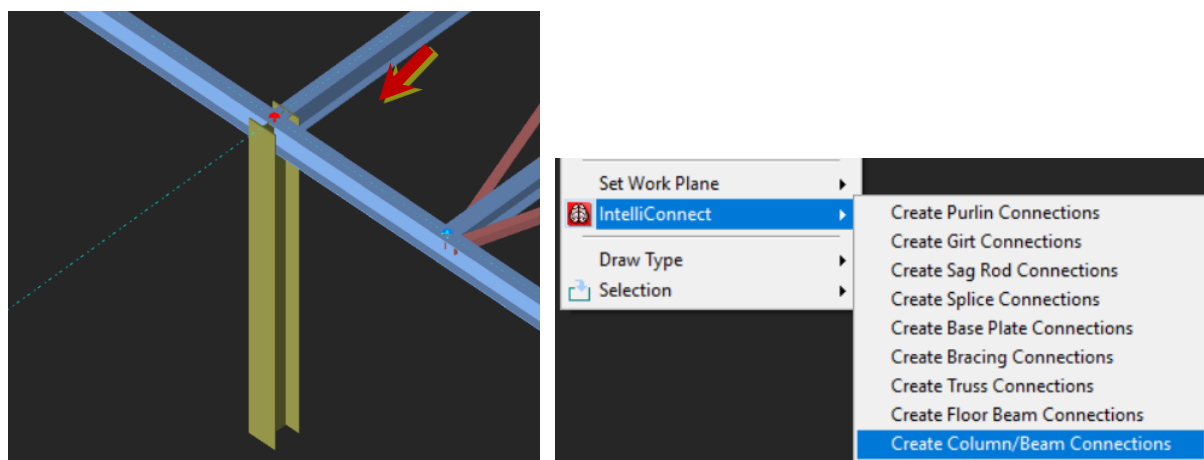 Set Work Plane
IntelliConnect
Draw Type
Selection
Create Purlin Connections
Create Girt Connections
Create Sag Rod Connections
Create Splice Connections
Create Base Plate Connections
Create Bracing Connections
Create Truss Connections
Create Floor Beam Connections
Create Column/Beam Connections